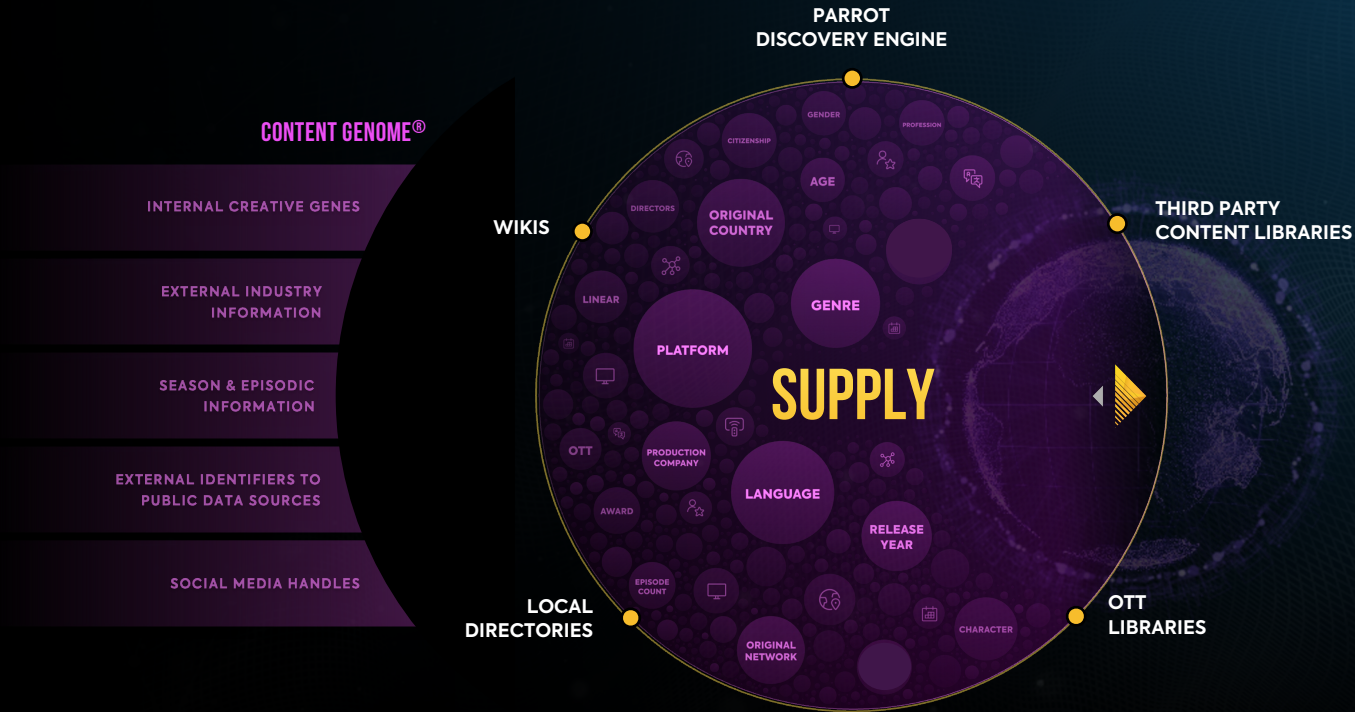 PARROT
DISCOVERY ENGINE
CONTENT GENOME®
INTERNAL CREATIVE GENES
EXTERNAL INDUSTRY
INFORMATION
SEASON & EPISODIC
INFORMATION
EXTERNAL IDENTIFIERS TO
PUBLIC DATA SOURCES
SOCIAL MEDIA HANDLES
WIKIS
THIRD PARTY
CONTENT LIBRARIES
LOCAL
DIRECTORIES
OTT
LIBRARIES
GENDER
PROFESSION
CITIZENSHIP
AGE
DIRECTORS
ORIGINAL
COUNTRY
LINEAR
GENRE
PLATFORM
SUPPLY
OTT
PRODUCTION
COMPANY
LANGUAGE
AWARD
RELEASE
YEAR
EPISODE
COUNT
CHARACTER
ORIGINAL
NETWORK